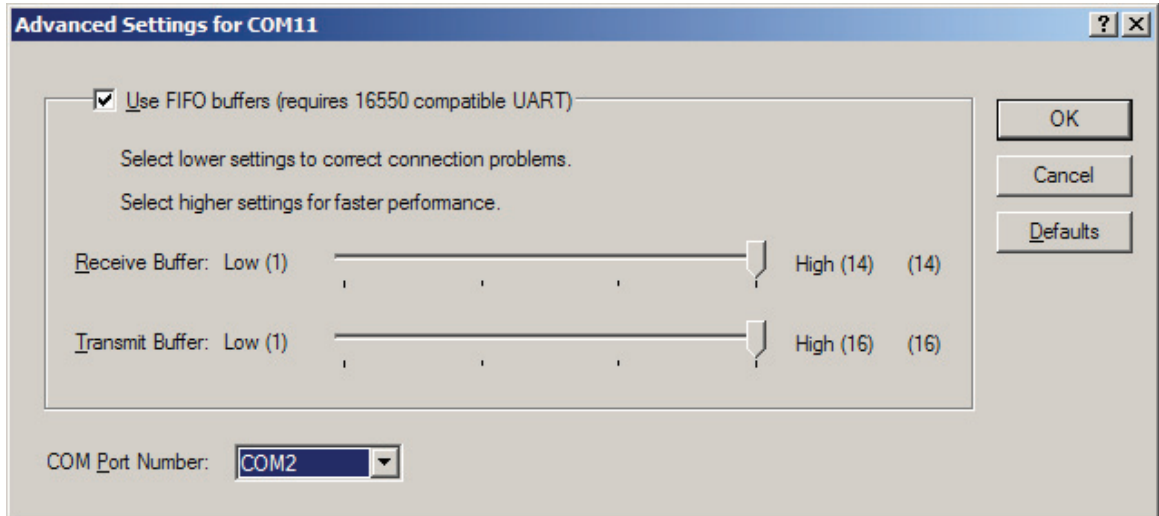 Advanced Settings for COM11
Use FIFO buffers (requires 16550 compatible UART)
OK
Select lower settings to correct connection problems.
Cancel
Select higher settings for faster performance.
Defaults
Receive Buffer: Low (1) High (14) (14)
Transmit Buffer: Low (1) High (16) (16)
COM Port Number: COM2